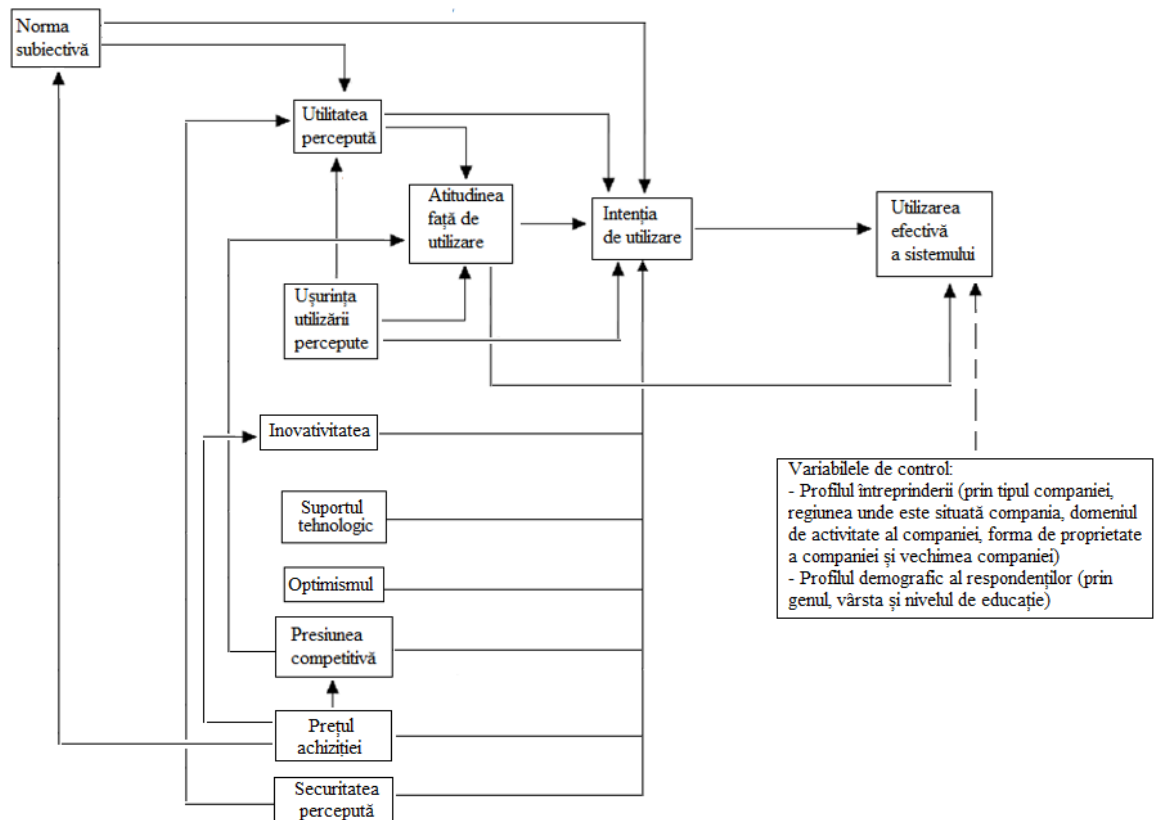 Norma
subiectivă
Utilitatea
percepută
Atitudinea
față de
utilizare
Intenția
de utilizare
Utilizarea
efectivă
a sistemului
Ușurința
utilizării
percepute
Inovativitatea
Suportul
tehnologic
Optimismul
Presiunea
competitivă
Prețul
achiziției
Securitatea
percepută
Variabilele de control:
- Profilul întreprinderii (prin tipul companiei,
regiunea unde este situată compania, domeniul
de activitate al companiei, forma de proprietate
a companiei și vechimea companiei)
- Profilul demografic al respondenților (prin
genul, vârsta și nivelul de educație)